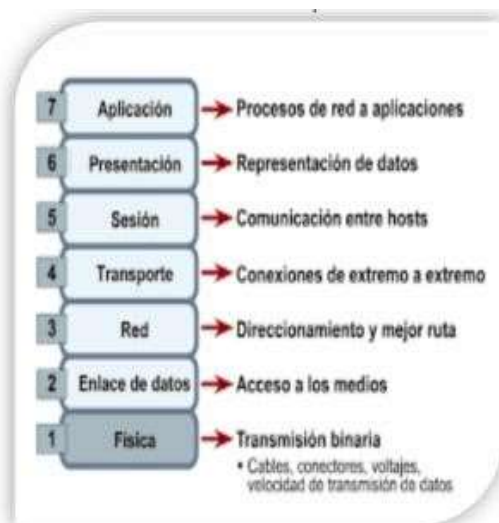 7 Aplicación Procesos de red a aplicaciones
6 Presentación Representación de datos
5 Sesión Comunicación entre hosts
4 Transporte Conexiones de extremo a extremo
3 Red Direccionamiento y mejor ruta
2 Enlace de datos Acceso a los medios
1 Física Transmisión binaria
• Cables, conectores, voltajes,
velocidad de transmisión de datos